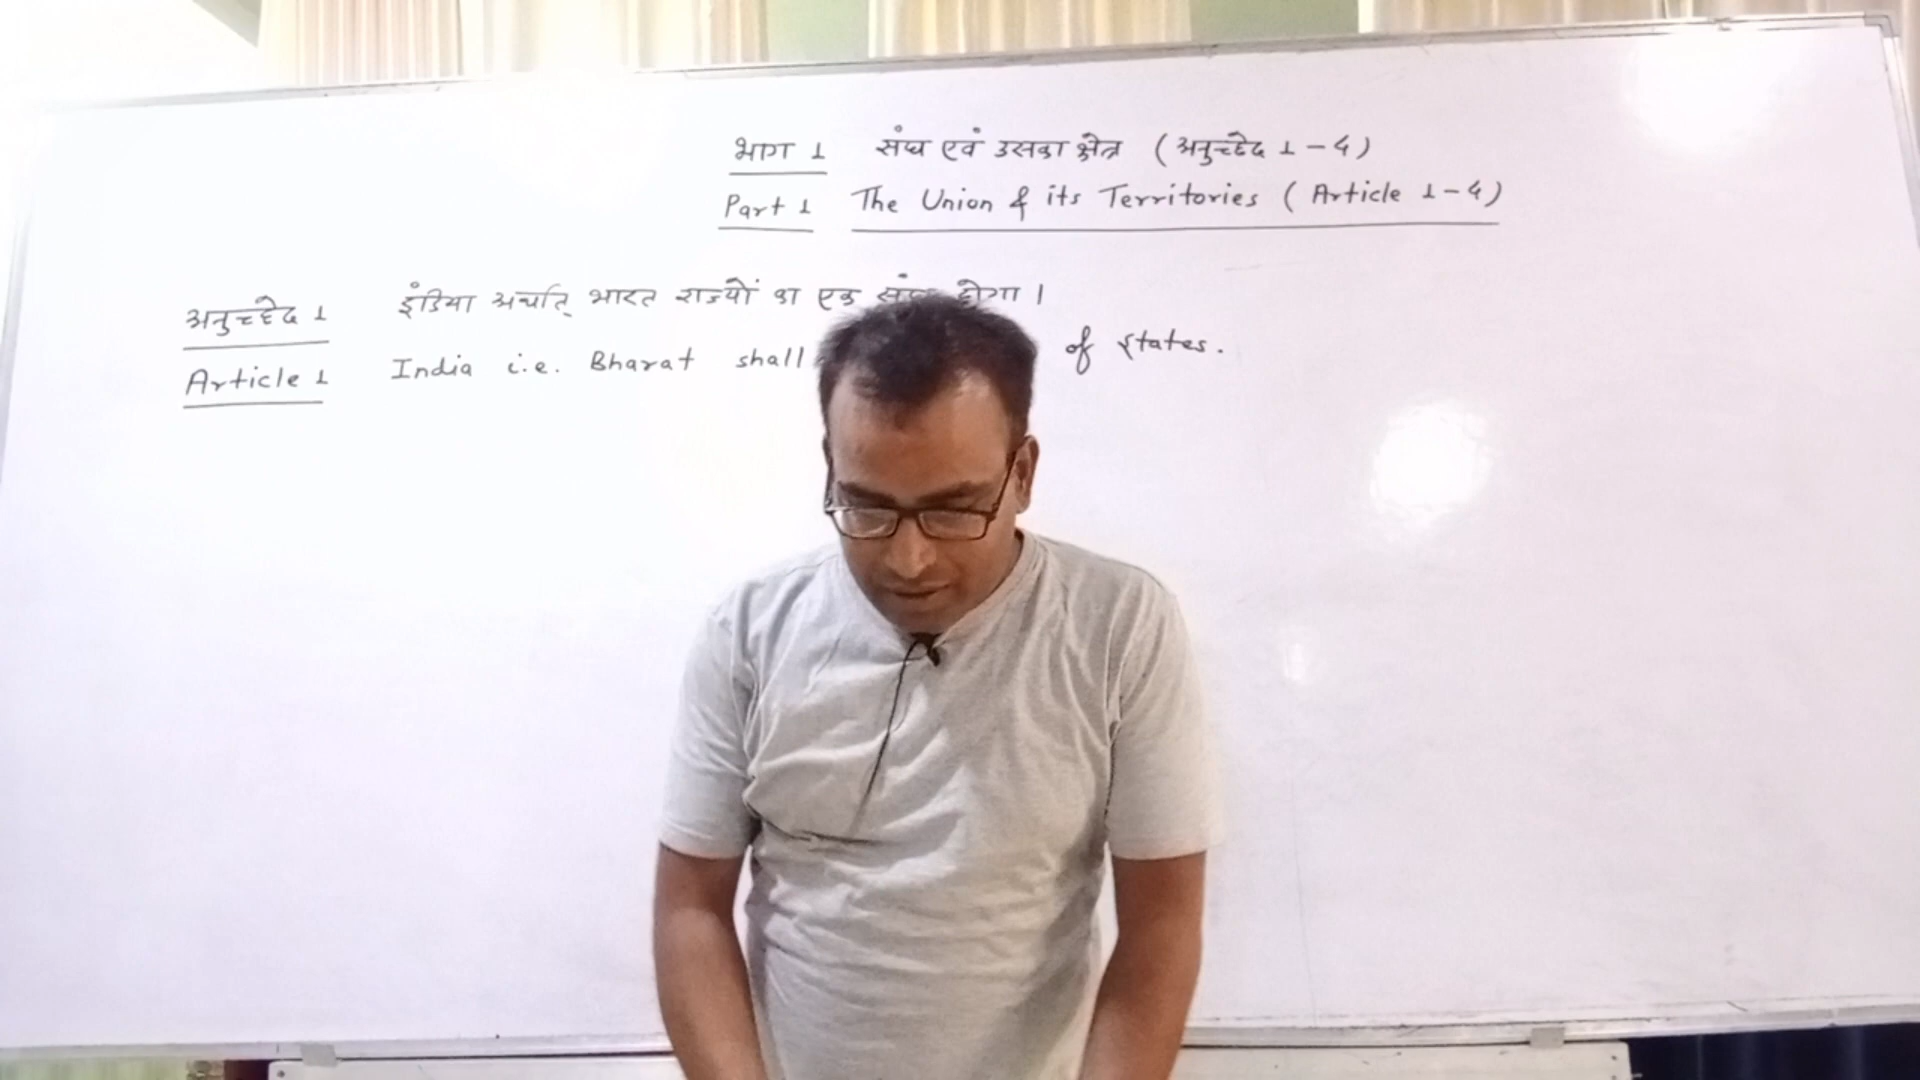 भाग 1 संघ एवं उसका क्षेत्र (अनुच्छेद 1-4)
Part 1 The Union & its Territories (Article 1-4)
अनुच्छेद 1 इंडिया अर्थात् भारत राज्यों का एक संघ होगा।
Article 1 India i.e. Bharat shall of states.